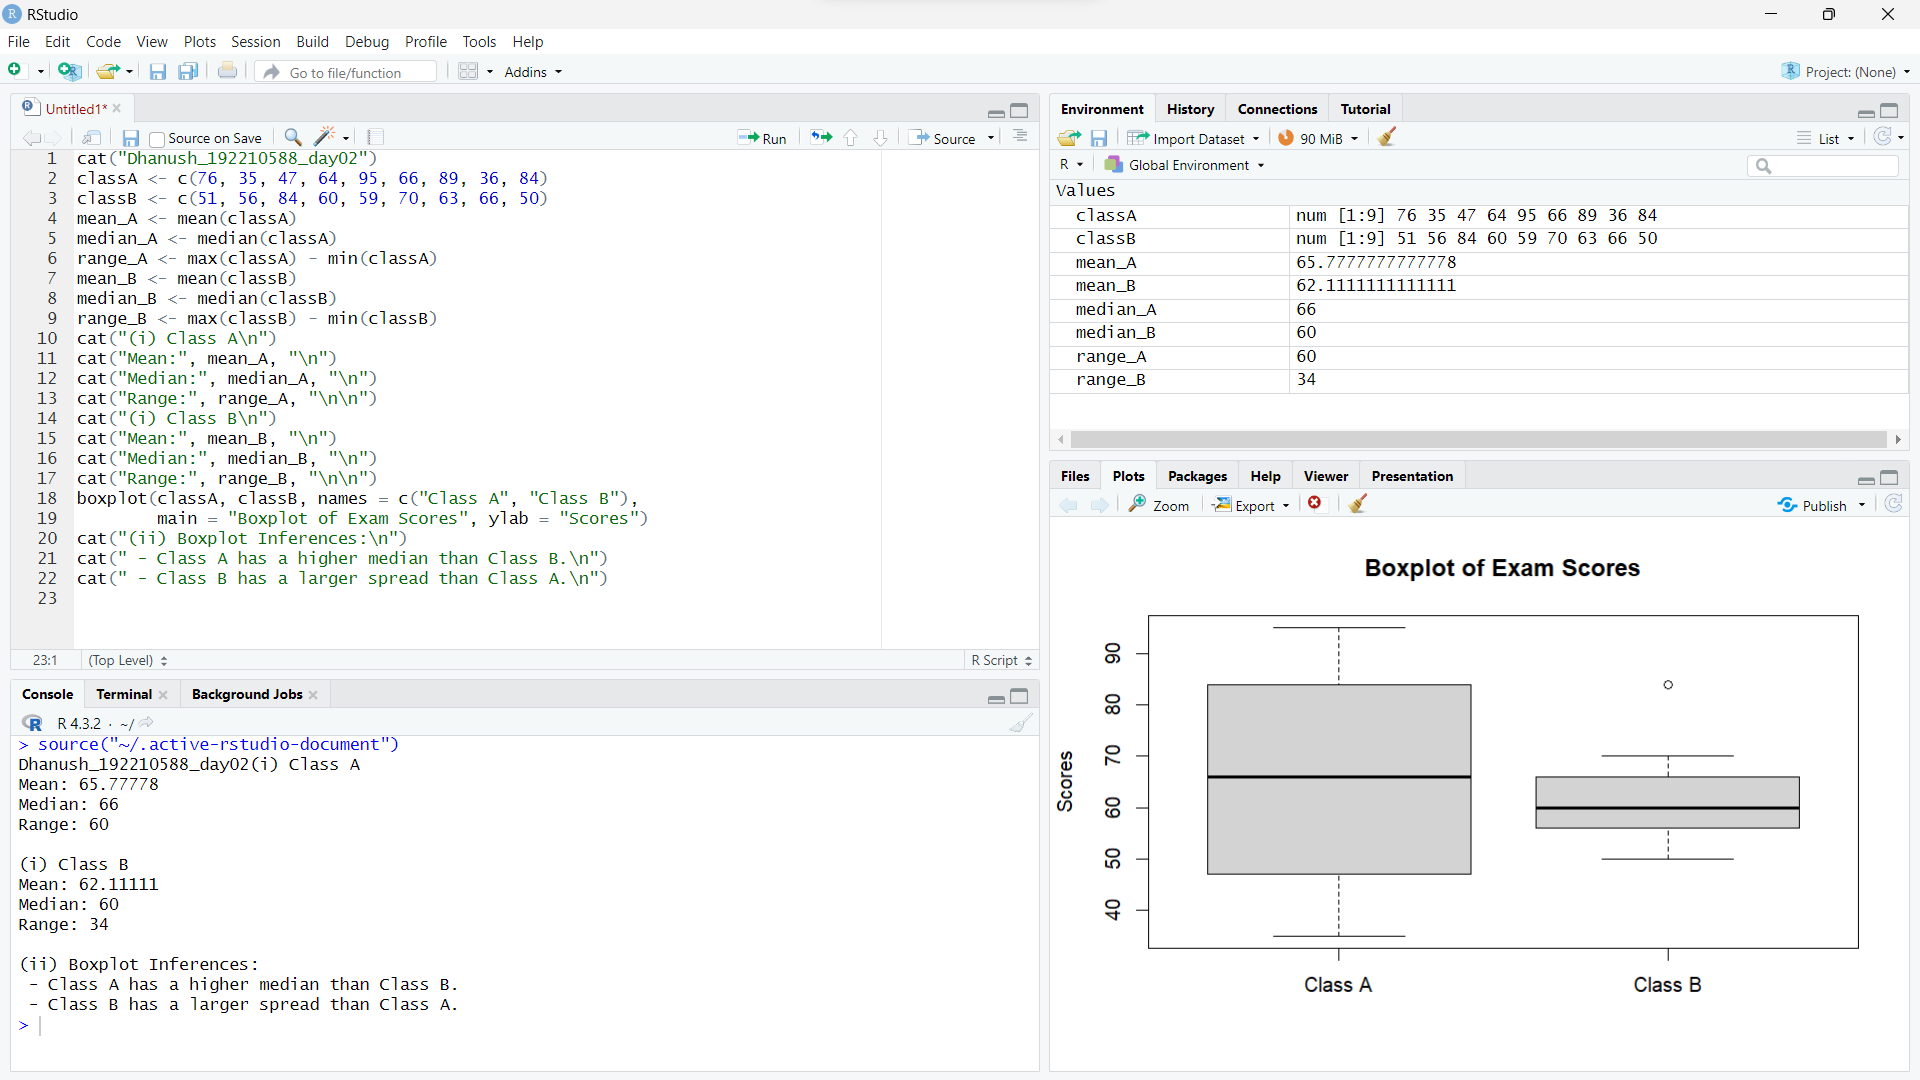 RStudio
File Edit Code View Plots Session Build Debug Profile Tools Help
Go to file/function Addins Project: (None)
Untitled1*
Source on Save Run Source
1 cat("Dhanush_192210588_day02")
2 classA <- c(76, 35, 47, 64, 95, 66, 89, 36, 84)
3 classB <- c(51, 56, 84, 60, 59, 70, 63, 66, 50)
4 mean_A <- mean(classA)
5 median_A <- median(classA)
6 range_A <- max(classA) - min(classA)
7 mean_B <- mean(classB)
8 median_B <- median(classB)
9 range_B <- max(classB) - min(classB)
10 cat("(i) Class A\n")
11 cat("Mean:", mean_A, "\n")
12 cat("Median:", median_A, "\n")
13 cat("Range:", range_A, "\n\n")
14 cat("(i) Class B\n")
15 cat("Mean:", mean_B, "\n")
16 cat("Median:", median_B, "\n")
17 cat("Range:", range_B, "\n\n")
18 boxplot(classA, classB, names = c("Class A", "Class B"),
19         main = "Boxplot of Exam Scores", ylab = "Scores")
20 cat("(ii) Boxplot Inferences:\n")
21 cat(" - Class A has a higher median than Class B.\n")
22 cat(" - Class B has a larger spread than Class A.\n")
23
23:1 (Top Level) R Script
Console Terminal Background Jobs
R 4.3.2 · ~/
> source("~/.active-rstudio-document")
Dhanush_192210588_day02(i) Class A
Mean: 65.77778
Median: 66
Range: 60
(i) Class B
Mean: 62.11111
Median: 60
Range: 34
(ii) Boxplot Inferences:
 - Class A has a higher median than Class B.
 - Class B has a larger spread than Class A.
>
Environment History Connections Tutorial
Import Dataset 90 MiB List
R Global Environment
Values
classA num [1:9] 76 35 47 64 95 66 89 36 84
classB num [1:9] 51 56 84 60 59 70 63 66 50
mean_A 65.7777777777778
mean_B 62.1111111111111
median_A 66
median_B 60
range_A 60
range_B 34
Files Plots Packages Help Viewer Presentation
Zoom Export Publish
Boxplot of Exam Scores
Scores
90
80
70
60
50
40
Class A Class B